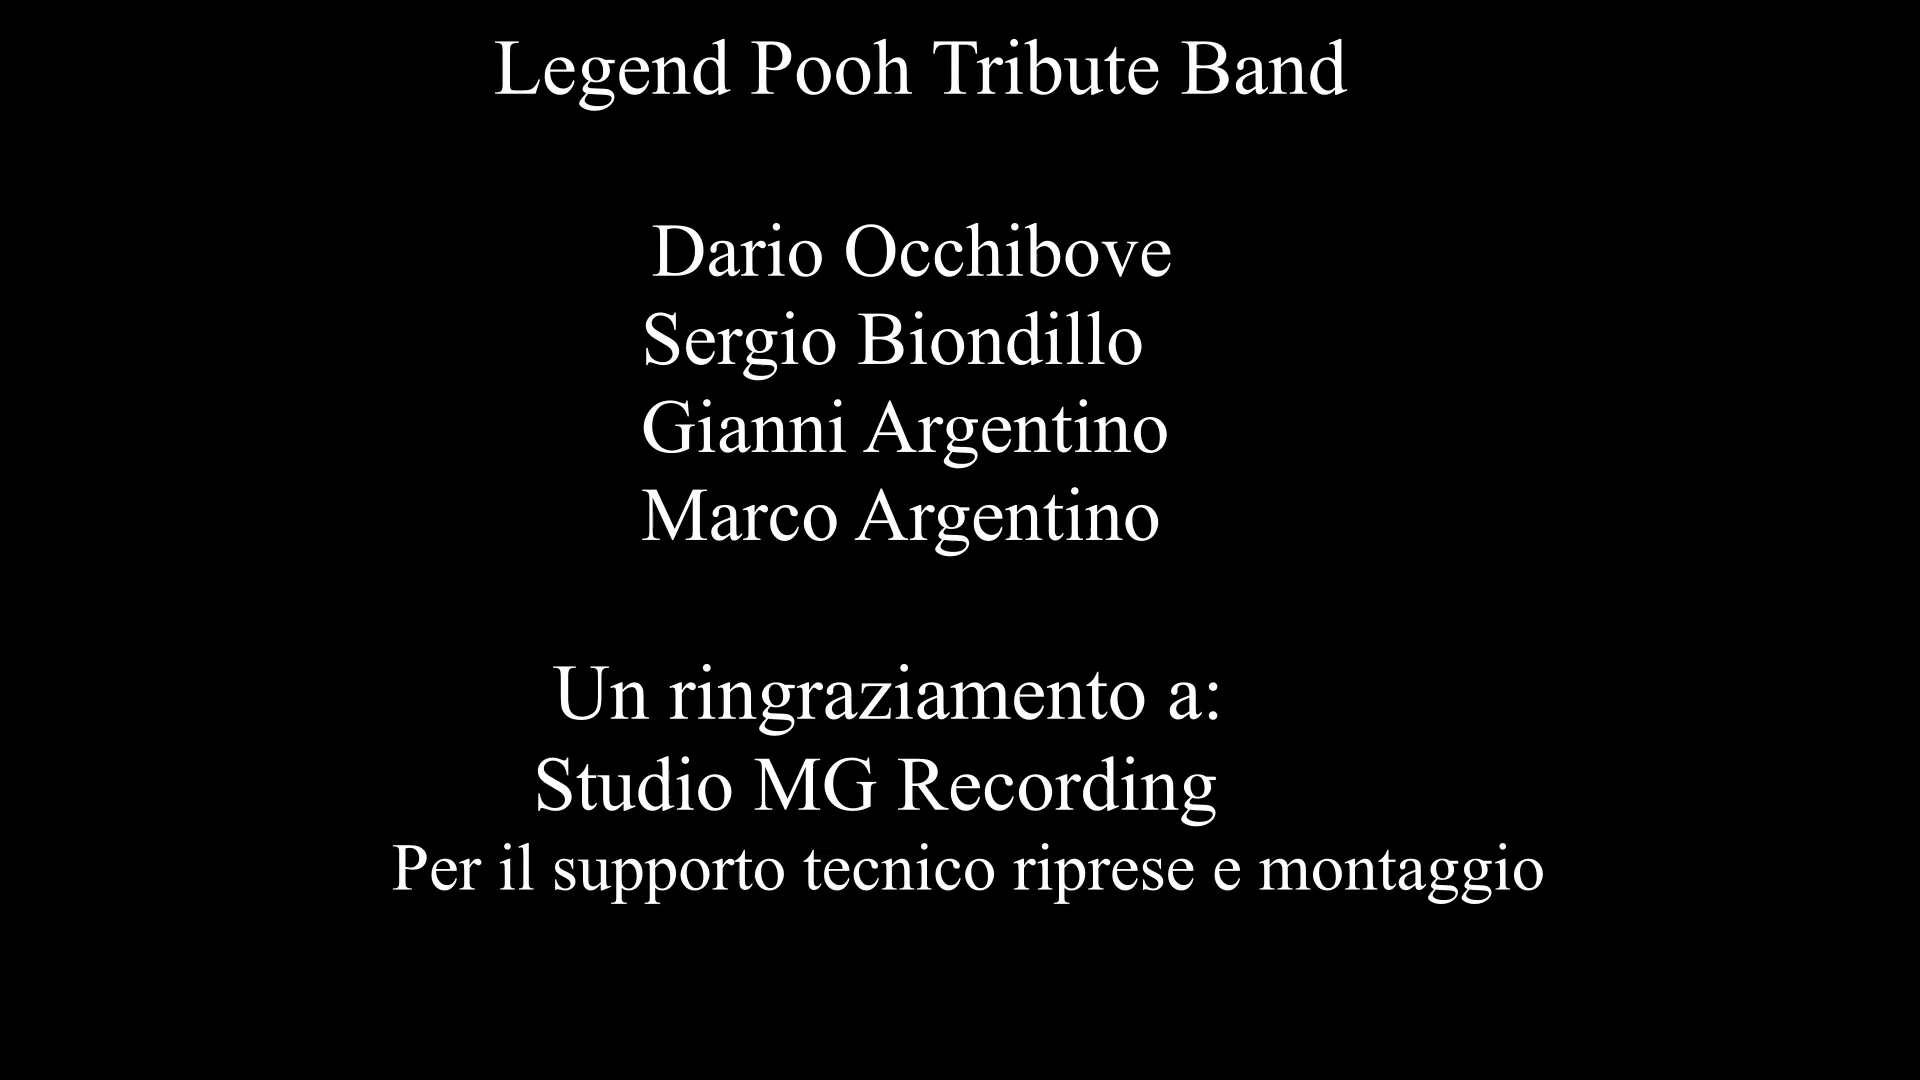 Legend Pooh Tribute Band
Dario Occhibove
Sergio Biondillo
Gianni Argentino
Marco Argentino
Un ringraziamento a:
Studio MG Recording
Per il supporto tecnico riprese e montaggio